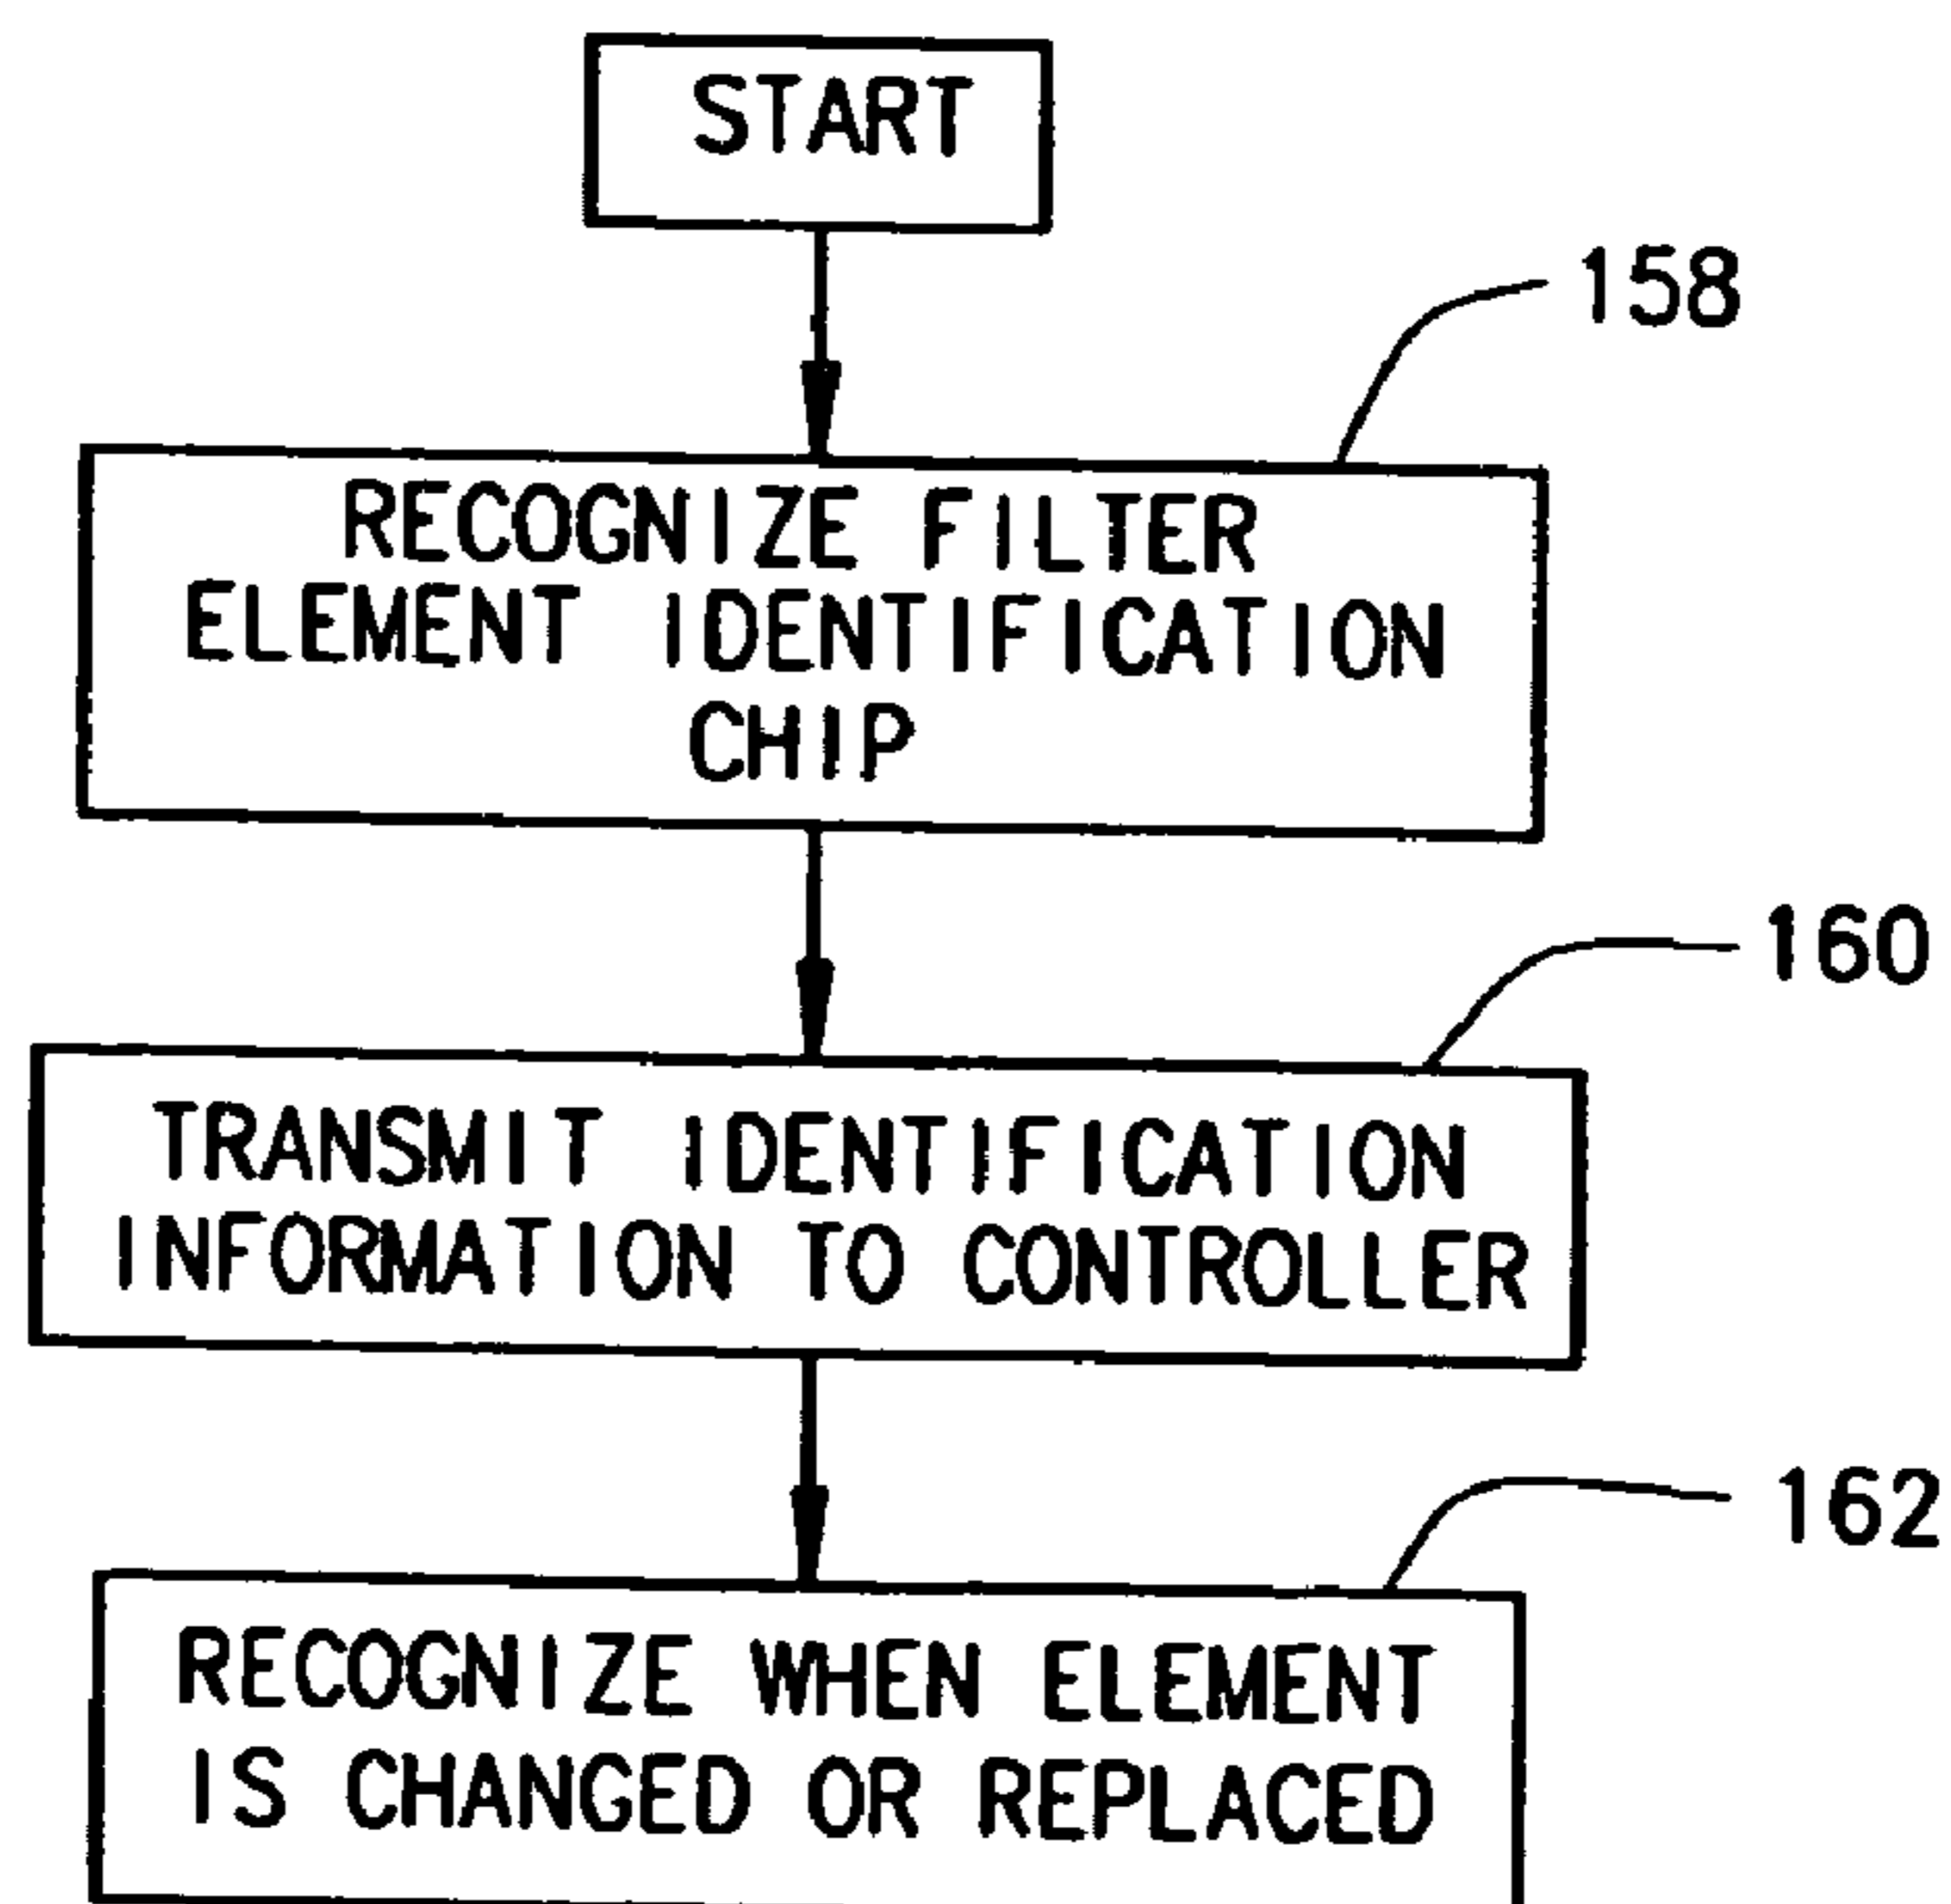 START
158
RECOGNIZE FILTER
ELEMENT IDENTIFICATION
CHIP
160
TRANSMIT IDENTIFICATION
INFORMATION TO CONTROLLER
162
RECOGNIZE WHEN ELEMENT
IS CHANGED OR REPLACED